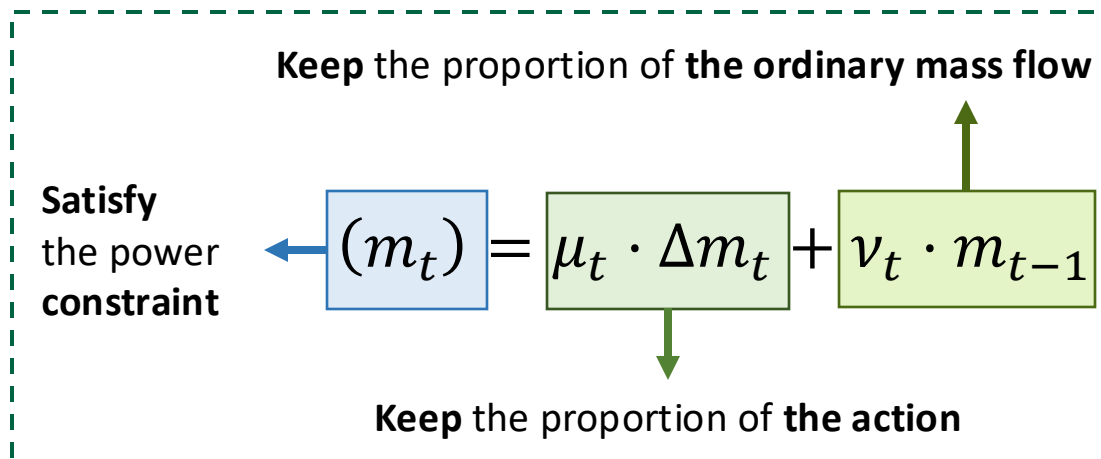 Keep the proportion of the ordinary mass flow
Satisfy
the power
constraint
(m_t) = μ_t · Δm_t + ν_t · m_{t−1}
Keep the proportion of the action